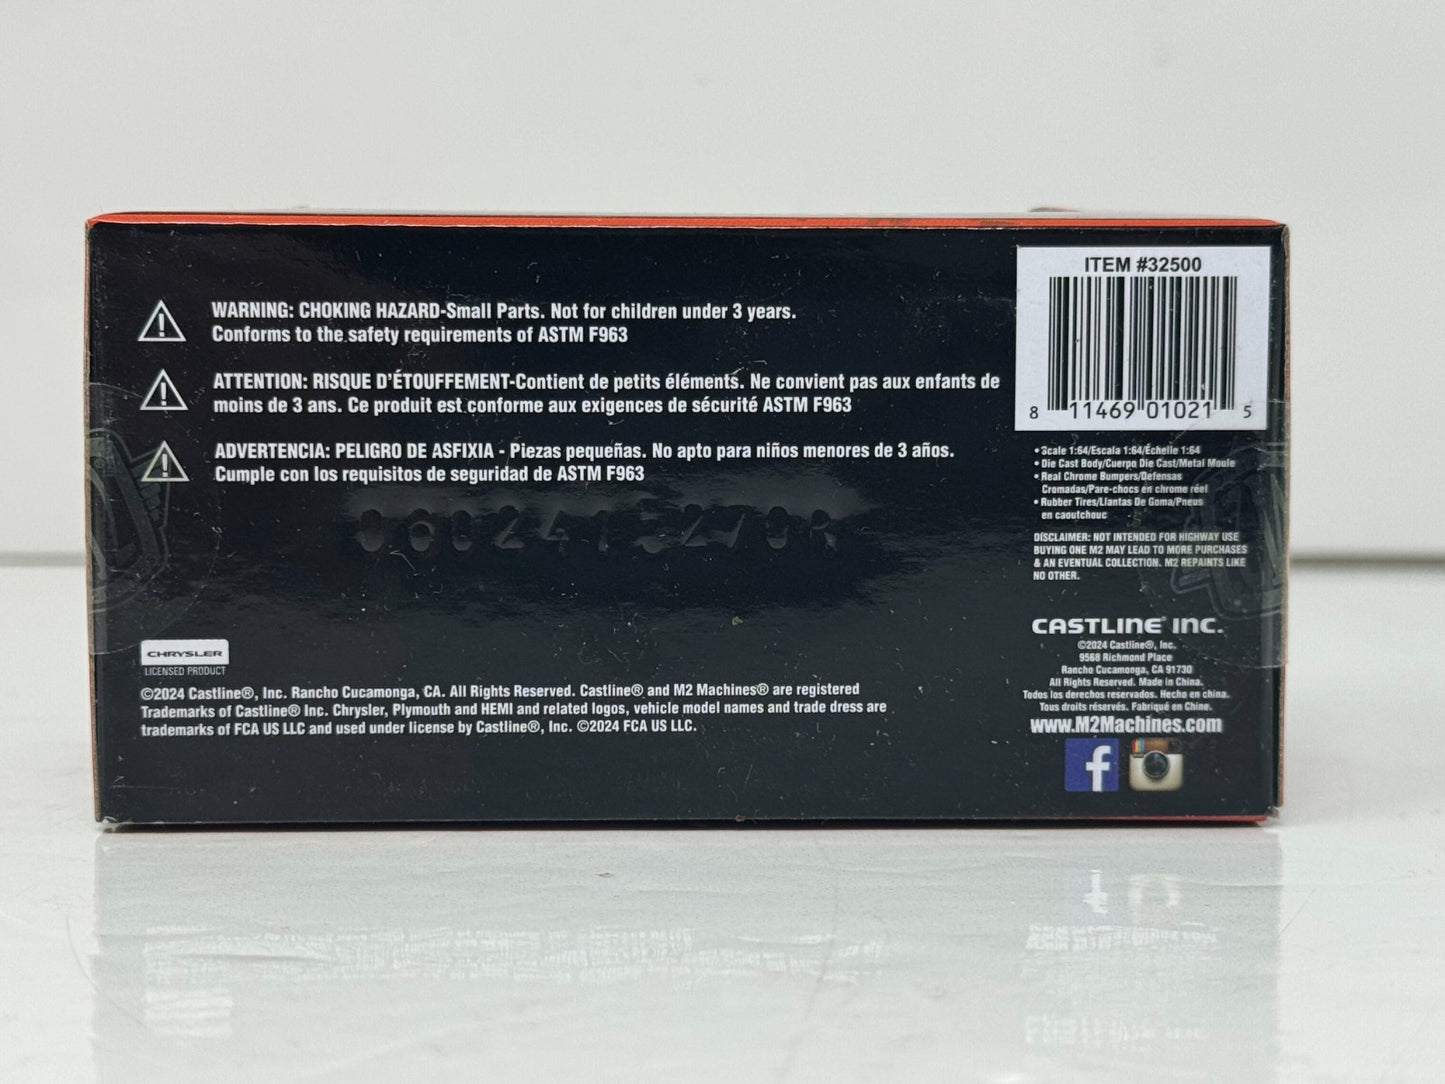 WARNING: CHOKING HAZARD-Small Parts. Not for children under 3 years.
Conforms to the safety requirements of ASTM F963
ATTENTION: RISQUE D'ÉTOUFFEMENT-Contient de petits éléments. Ne convient pas aux enfants de
moins de 3 ans. Ce produit est conforme aux exigences de sécurité ASTM F963
ADVERTENCIA: PELIGRO DE ASFIXIA - Piezas pequeñas. No apto para niños menores de 3 años.
Cumple con los requisitos de seguridad de ASTM F963
CHRYSLER
LICENSED PRODUCT
©2024 Castline®, Inc. Rancho Cucamonga, CA. All Rights Reserved. Castline® and M2 Machines® are registered
Trademarks of Castline® Inc. Chrysler, Plymouth and HEMI and related logos, vehicle model names and trade dress are
trademarks of FCA US LLC and used under license by Castline®, Inc. ©2024 FCA US LLC.
ITEM #32500
8 11469 01021 5
• Scale 1:64/Escala 1:64/Échelle 1:64
• Die Cast Body/Cuerpo Die Cast/Metal Moule
• Real Chrome Bumpers/Defensas
Cromadas/Pare-chocs en chrome réel
• Rubber Tires/Llantas De Goma/Pneus
en caoutchouc
DISCLAIMER: NOT INTENDED FOR HIGHWAY USE
BUYING ONE M2 MAY LEAD TO MORE PURCHASES
& AN EVENTUAL COLLECTION. M2 REPAINTS LIKE
NO OTHER.
CASTLINE® INC.
©2024 Castline®, Inc.
9568 Richmond Place
Rancho Cucamonga, CA 91730
All Rights Reserved. Made in China.
Todos los derechos reservados. Hecho en china.
Tous droits réservés. Fabriqué en Chine.
www.M2Machines.com